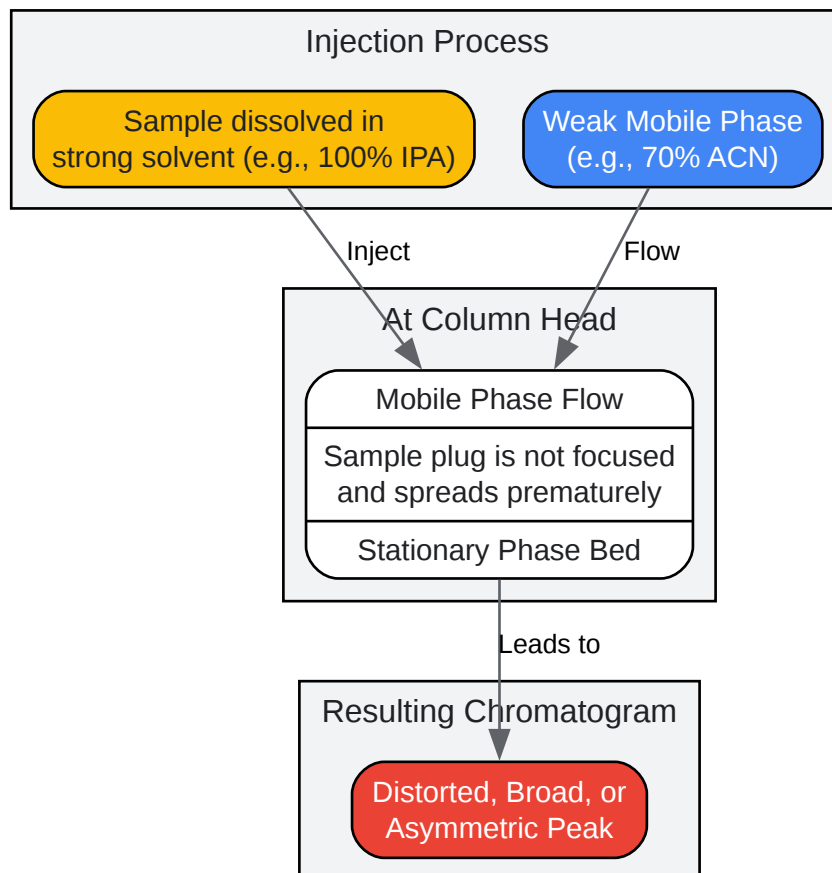 Injection Process
Sample dissolved in
strong solvent (e.g., 100% IPA)
Weak Mobile Phase
(e.g., 70% ACN)
Inject
Flow
At Column Head
Mobile Phase Flow
Sample plug is not focused
and spreads prematurely
Stationary Phase Bed
Leads to
Resulting Chromatogram
Distorted, Broad, or
Asymmetric Peak